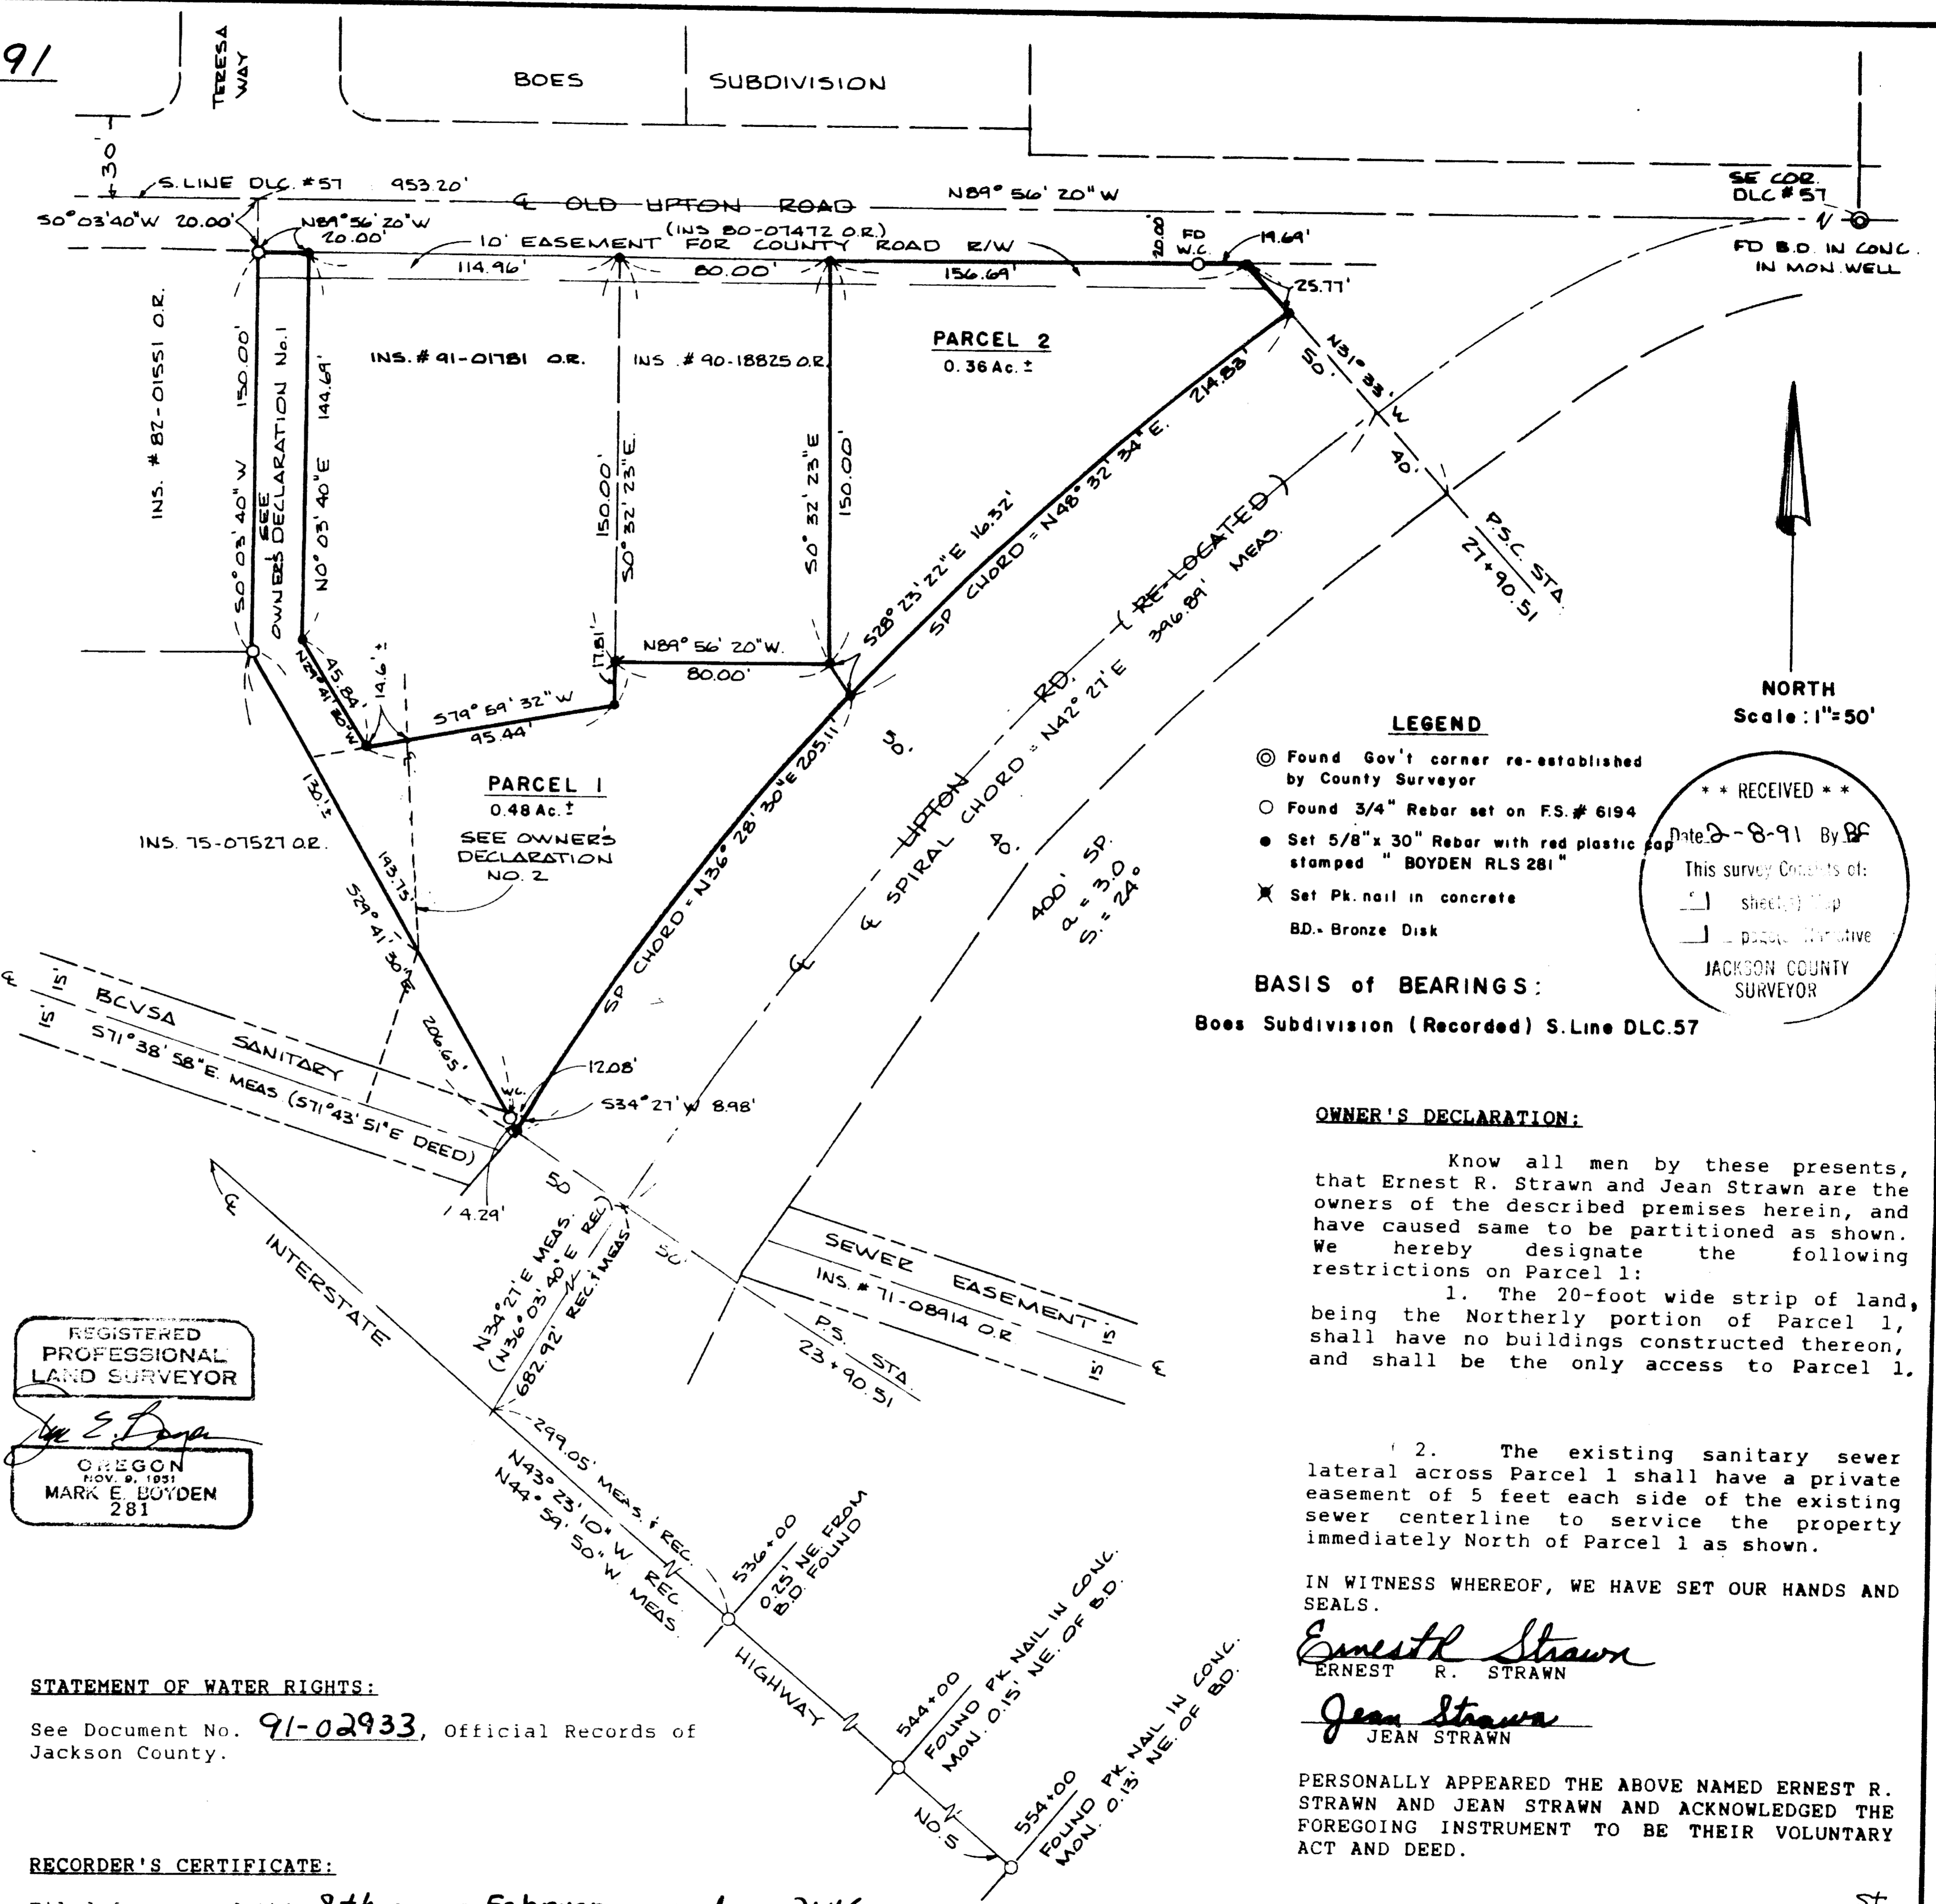 91
TERESA
WAY
BOES
SUBDIVISION
30'
S. LINE DLC. #57
953.20'
N89° 56' 20" W
SE COR.
DLC #57
℄ OLD UPTON ROAD
S0° 03' 40" W 20.00'
N89° 56' 20" W
20.00'
(INS 80-07472 O.R.)
10' EASEMENT FOR COUNTY ROAD R/W
114.96'
80.00'
156.69'
20.00'
FD
W.C.
19.69'
25.77'
FD B.D. IN CONC.
IN MON. WELL
INS. # 82-01551 O.R.
S0° 03' 40" W 150.00'
SEE
OWNER'S DECLARATION No. 1
N0° 03' 40" E 144.69'
INS. # 91-01781 O.R.
INS. # 90-18825 O.R.
150.00'
S0° 32' 23" E.
S0° 32' 23" E
150.00'
PARCEL 2
0.36 Ac. ±
214.83'
SP CHORD = N48° 32' 34" E.
S28° 23' 22" E 16.32'
N31° 33' W
50'
40'
P.S.C. STA.
27+90.51
N29° 41' 30" W
45.84'
14.6' ±
S79° 59' 32" W
95.44'
17.81'
N89° 56' 20" W.
80.00'
PARCEL 1
0.48 Ac. ±
SEE OWNER'S
DECLARATION
NO. 2
INS. 75-07527 O.R.
130' ±
193.75'
S29° 41' 30" E
206.65'
SP CHORD = N36° 28' 30" E 205.11'
50'
40'
℄ UPTON RD. (RE-LOCATED)
℄ SPIRAL CHORD = N42° 27' E 396.89' MEAS.
400' SP.
a = 3.0
S. = 24°
NORTH
Scale: 1"=50'
LEGEND
Found Gov't corner re-established
by County Surveyor
Found 3/4" Rebar set on F.S. # 6194
Set 5/8" x 30" Rebar with red plastic cap
stamped " BOYDEN RLS 281 "
Set Pk. nail in concrete
B.D.- Bronze Disk
BASIS of BEARINGS:
Boes Subdivision (Recorded) S. Line DLC. 57
* * RECEIVED * *
Date 2-8-91 By BF
This survey Consists of:
1 sheet(s) Map
1 page(s) Narrative
JACKSON COUNTY
SURVEYOR
℄
15'
15'
BCVSA SANITARY
S71° 38' 58" E. MEAS. (S71° 43' 51" E DEED)
W.C.
12.08'
S34° 27' W 8.98'
4.29'
50
50'
SEWER EASEMENT
INS. # 71-08914 O.R.
15'
15'
℄
P.S. STA.
23+90.51
N34° 27' E MEAS.
(N36° 03' 40" E REC)
682.92' REC. & MEAS
℄
INTERSTATE
HIGHWAY
NO. 5
299.05' MEAS. & REC.
N43° 23' 10" W REC.
N44° 59' 50" W. MEAS.
536+00
0.25' NE. FROM
B.D. FOUND
544+00
FOUND PK NAIL IN CONC.
MON. 0.15' NE. OF B.D.
554+00
FOUND PK NAIL IN CONC.
MON. 0.13' NE. OF BD.
REGISTERED
PROFESSIONAL
LAND SURVEYOR
OREGON
NOV. 9, 1951
MARK E. BOYDEN
281
OWNER'S DECLARATION:
Know all men by these presents,
that Ernest R. Strawn and Jean Strawn are the
owners of the described premises herein, and
have caused same to be partitioned as shown.
We hereby designate the following
restrictions on Parcel 1:
1. The 20-foot wide strip of land,
being the Northerly portion of Parcel 1,
shall have no buildings constructed thereon,
and shall be the only access to Parcel 1.
2. The existing sanitary sewer
lateral across Parcel 1 shall have a private
easement of 5 feet each side of the existing
sewer centerline to service the property
immediately North of Parcel 1 as shown.
IN WITNESS WHEREOF, WE HAVE SET OUR HANDS AND
SEALS.
Ernest R Strawn
ERNEST R. STRAWN
Jean Strawn
JEAN STRAWN
PERSONALLY APPEARED THE ABOVE NAMED ERNEST R.
STRAWN AND JEAN STRAWN AND ACKNOWLEDGED THE
FOREGOING INSTRUMENT TO BE THEIR VOLUNTARY
ACT AND DEED.
STATEMENT OF WATER RIGHTS:
See Document No. 91-02933, Official Records of
Jackson County.
RECORDER'S CERTIFICATE:
8th